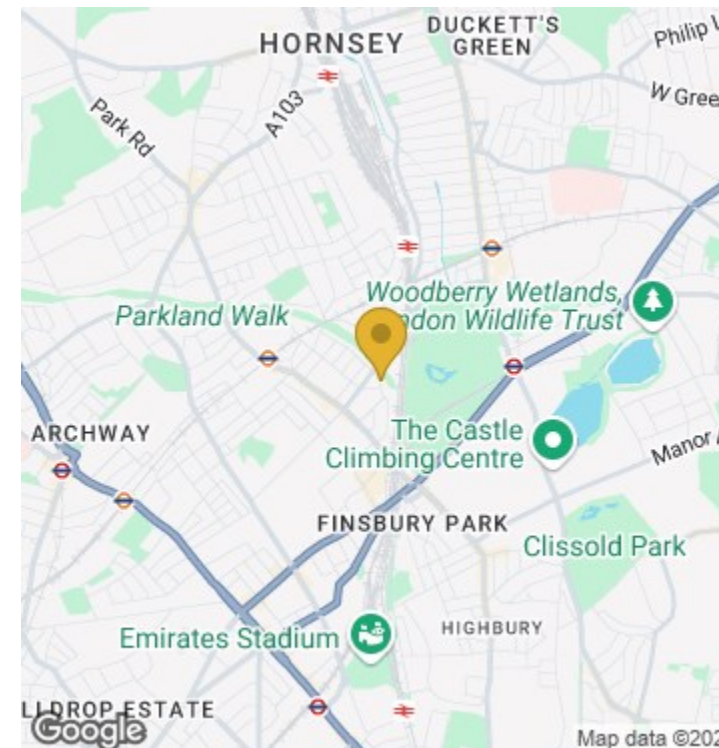 HORNSEY
DUCKETT'S
GREEN
Philip
W Gree
Park Rd
A103
Woodberry Wetlands,
ndon Wildlife Trust
Parkland Walk
ARCHWAY
The Castle
Climbing Centre
Manor
FINSBURY PARK
Clissold Park
Emirates Stadium
HIGHBURY
LLDROP ESTATE
Google
Map data ©202